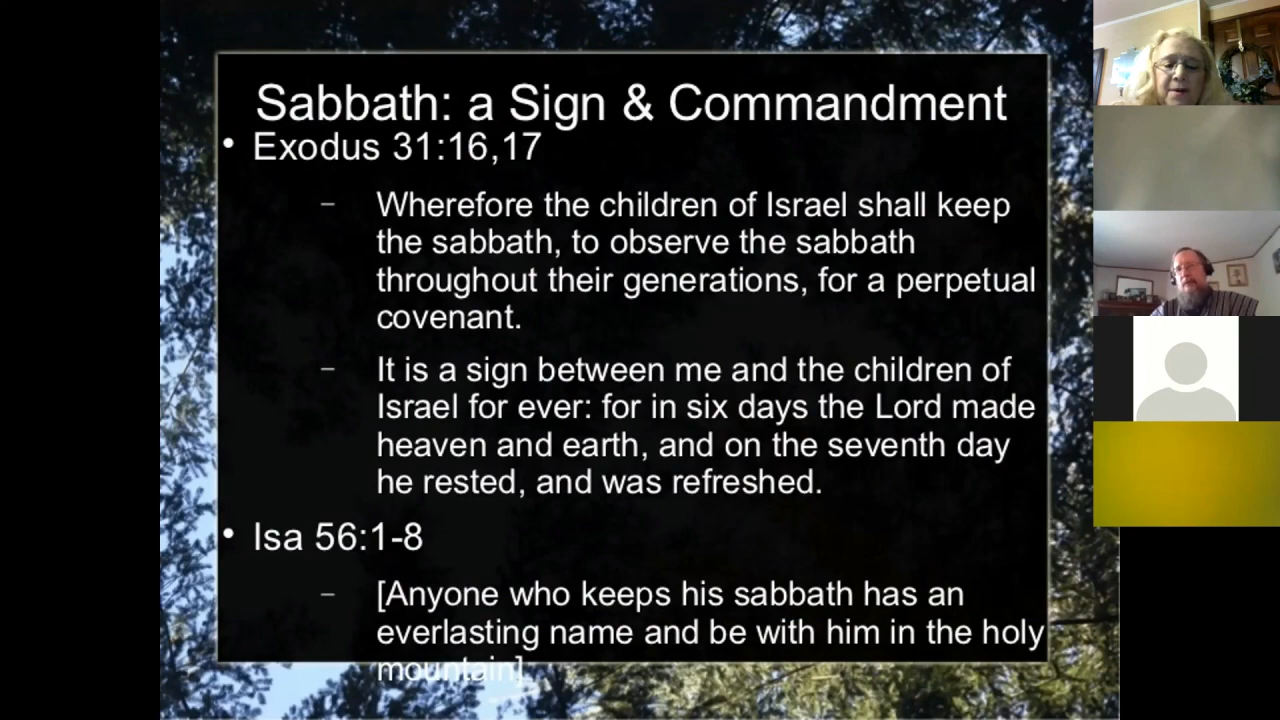 Sabbath: a Sign & Commandment
• Exodus 31:16,17
– Wherefore the children of Israel shall keep
the sabbath, to observe the sabbath
throughout their generations, for a perpetual
covenant.
– It is a sign between me and the children of
Israel for ever: for in six days the Lord made
heaven and earth, and on the seventh day
he rested, and was refreshed.
• Isa 56:1-8
– [Anyone who keeps his sabbath has an
everlasting name and be with him in the holy
mountain]